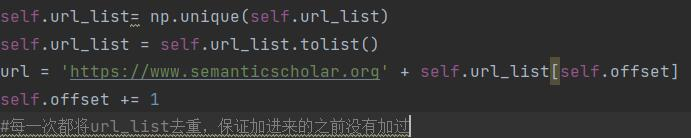 self.url_list= np.unique(self.url_list)
self.url_list = self.url_list.tolist()
url = 'https://www.semanticscholar.org' + self.url_list[self.offset]
self.offset += 1
#每一次都将url_list去重，保证加进来的之前没有加过